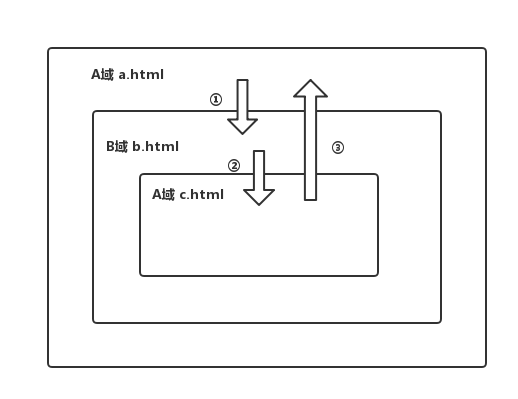 A域 a.html
①
B域 b.html
③
②
A域 c.html